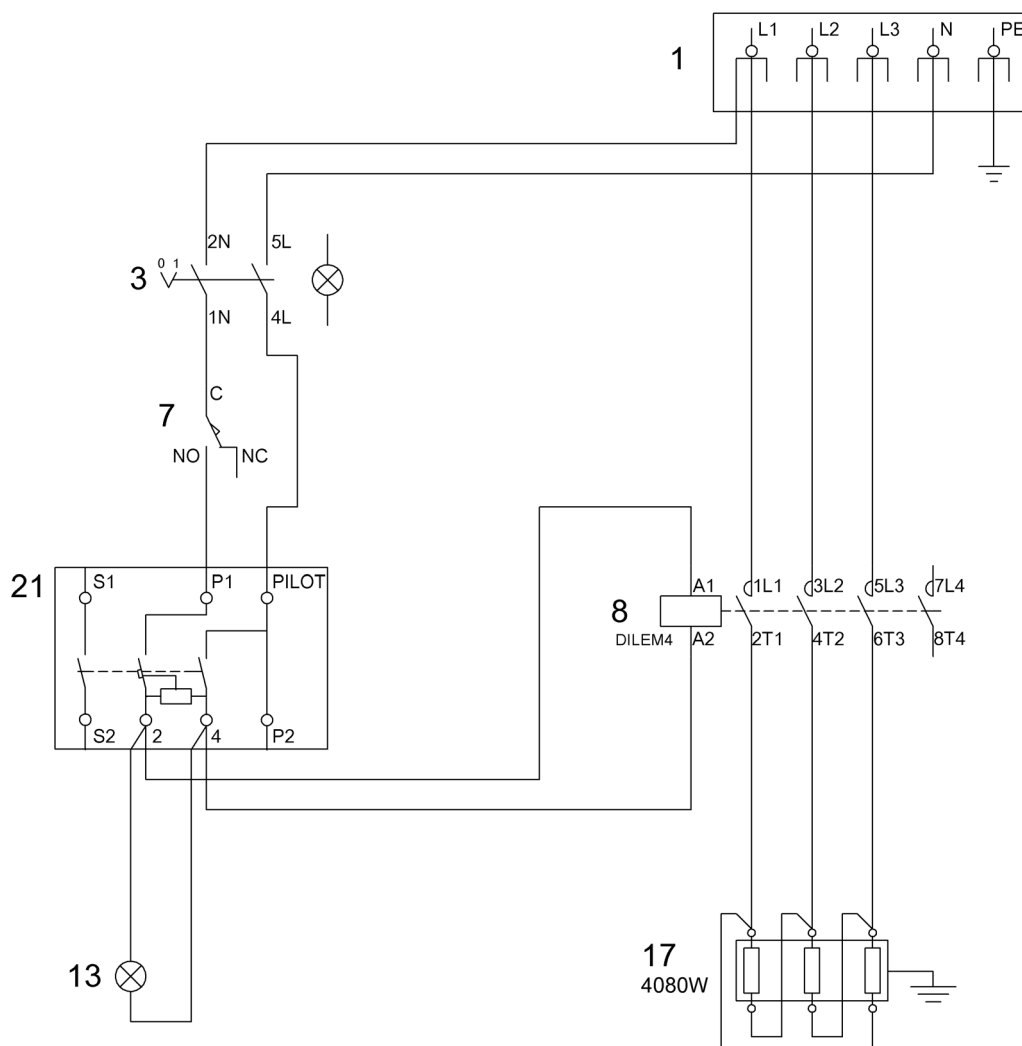 L1 L2 L3 N PE
1
2N 5L
0 1
3
1N 4L
C
7
NO NC
21 S1 P1 PILOT
A1 1L1 3L2 5L3 7L4
8
DILEM4 A2 2T1 4T2 6T3 8T4
S2 2 4 P2
17
13
4080W